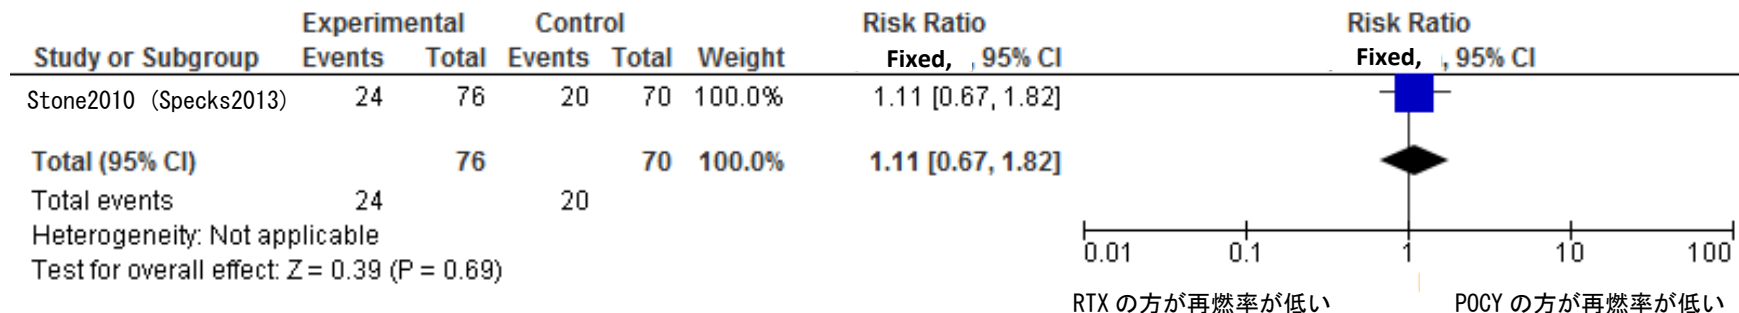 Experimental Control Risk Ratio Risk Ratio
Study or Subgroup Events Total Events Total Weight Fixed, , 95% CI Fixed, , 95% CI
Stone2010 (Specks2013) 24 76 20 70 100.0% 1.11 [0.67, 1.82]
Total (95% CI) 76 70 100.0% 1.11 [0.67, 1.82]
Total events 24 20
Heterogeneity: Not applicable
Test for overall effect: Z = 0.39 (P = 0.69)
0.01 0.1 1 10 100
RTX の方が再燃率が低い POCY の方が再燃率が低い